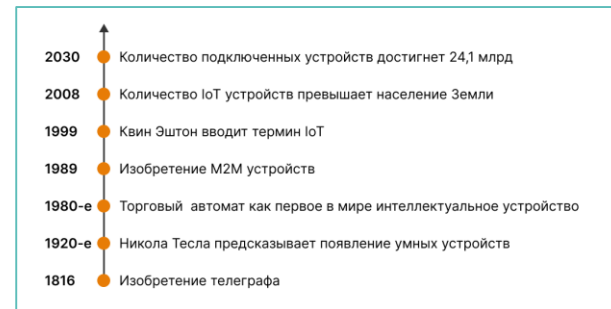 2030 Количество подключенных устройств достигнет 24,1 млрд
2008 Количество IoT устройств превышает население Земли
1999 Квин Эштон вводит термин IoT
1989 Изобретение M2M устройств
1980-е Торговый автомат как первое в мире интеллектуальное устройство
1920-е Никола Тесла предсказывает появление умных устройств
1816 Изобретение телеграфа